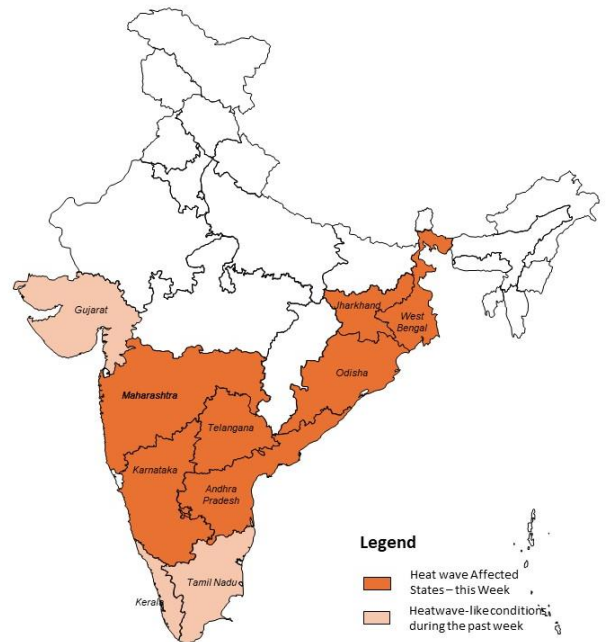 Gujarat
Jharkhand
West
Bengal
Odisha
Maharashtra
Telangana
Karnataka
Andhra
Pradesh
Tamil Nadu
Kerala
Legend
Heat wave Affected
States – this Week
Heatwave-like conditions
during the past week